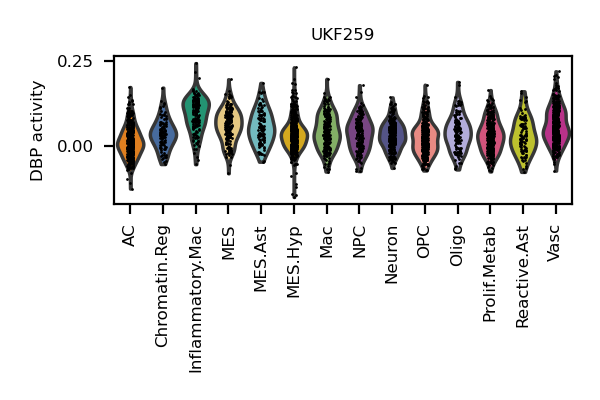 UKF259
0.25
0.00
DBP activity
AC
Chromatin.Reg
Inflammatory.Mac
MES
MES.Ast
MES.Hyp
Mac
NPC
Neuron
OPC
Oligo
Prolif.Metab
Reactive.Ast
Vasc